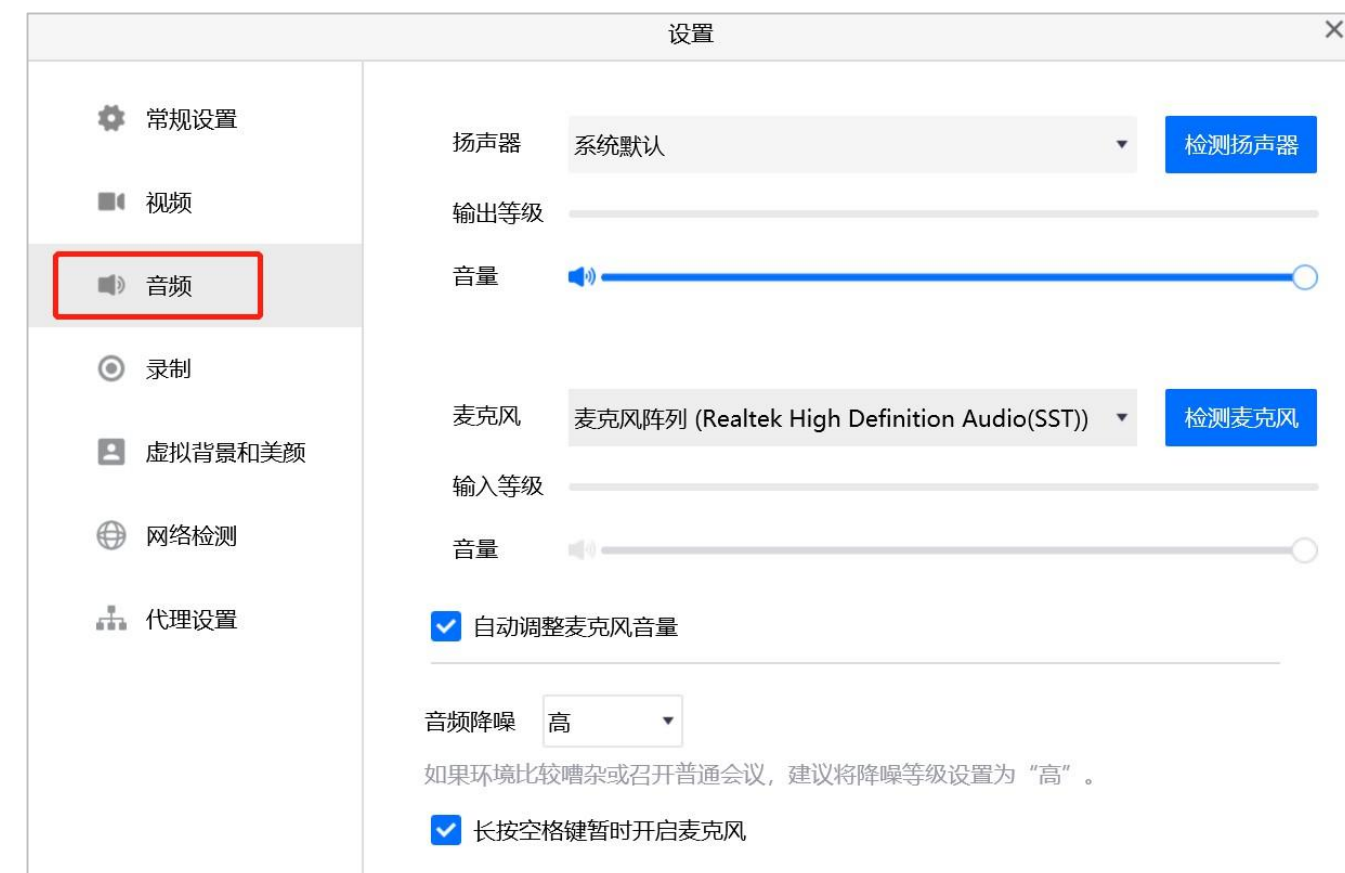 设置
常规设置
视频
音频
录制
虚拟背景和美颜
网络检测
代理设置
扬声器 系统默认 检测扬声器
输出等级
音量
麦克风 麦克风阵列 (Realtek High Definition Audio(SST)) 检测麦克风
输入等级
音量
自动调整麦克风音量
音频降噪 高
如果环境比较嘈杂或召开普通会议，建议将降噪等级设置为“高”。
长按空格键暂时开启麦克风